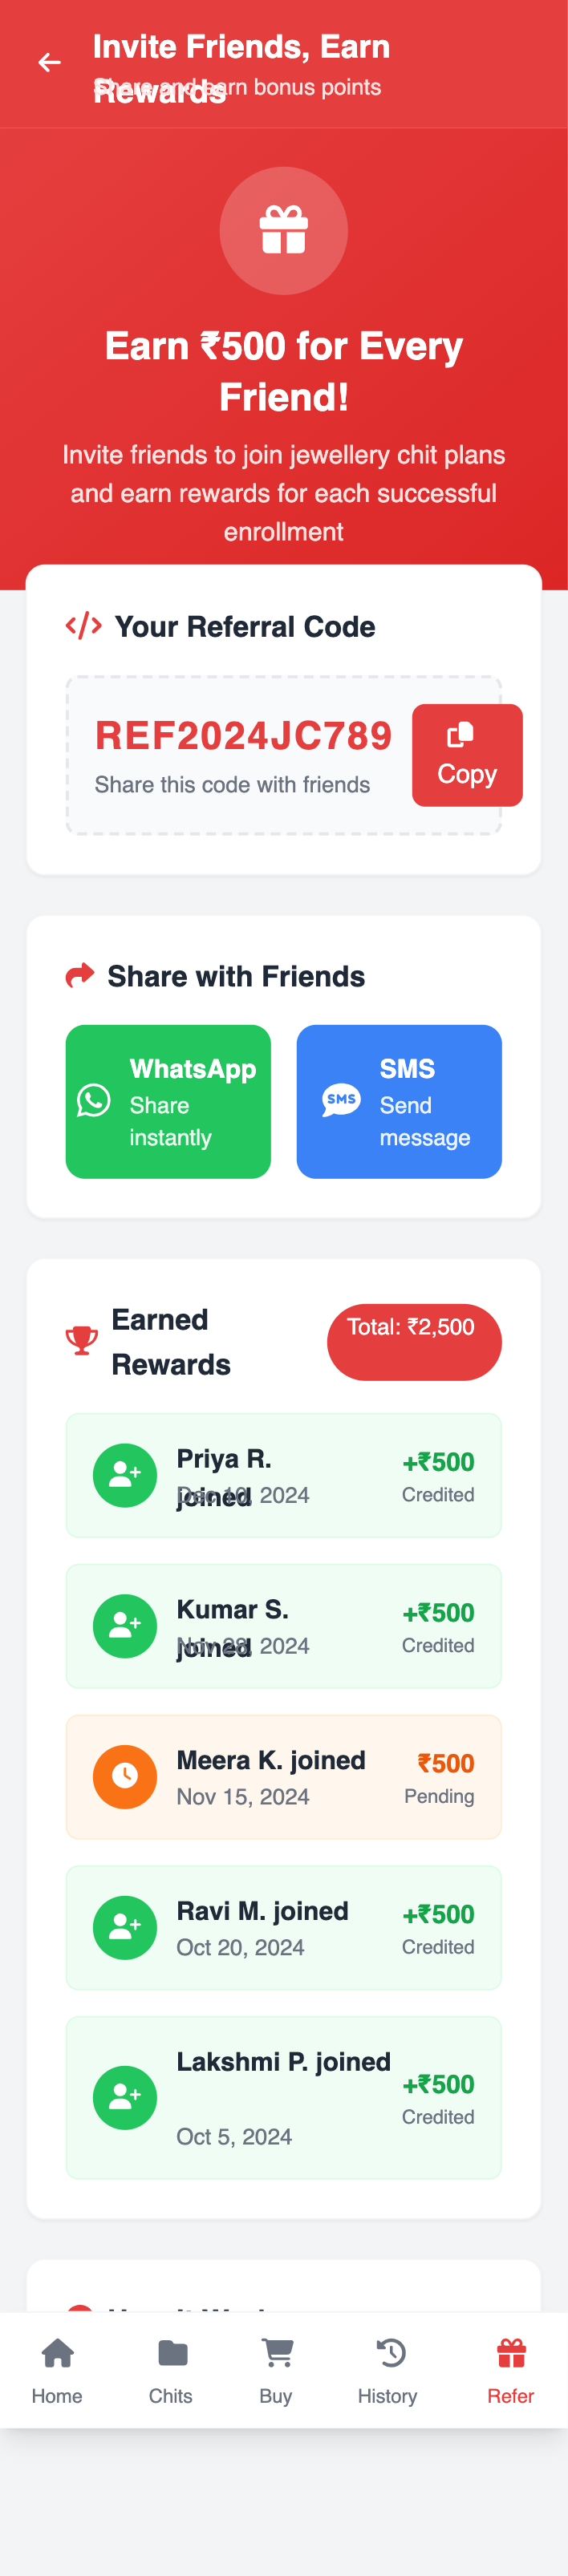 Invite Friends, Earn
Rewards
Share and earn bonus points
Earn ₹500 for Every
Friend!
Invite friends to join jewellery chit plans
and earn rewards for each successful
enrollment
Your Referral Code
REF2024JC789
Share this code with friends
Copy
Share with Friends
WhatsApp
Share
instantly
SMS
SMS
Send
message
Earned
Rewards
Total: ₹2,500
Priya R.
joined
Dec 10, 2024
+₹500
Credited
Kumar S.
joined
Nov 28, 2024
+₹500
Credited
Meera K. joined
Nov 15, 2024
₹500
Pending
Ravi M. joined
Oct 20, 2024
+₹500
Credited
Lakshmi P. joined
Oct 5, 2024
+₹500
Credited
Home
Chits
Buy
History
Refer